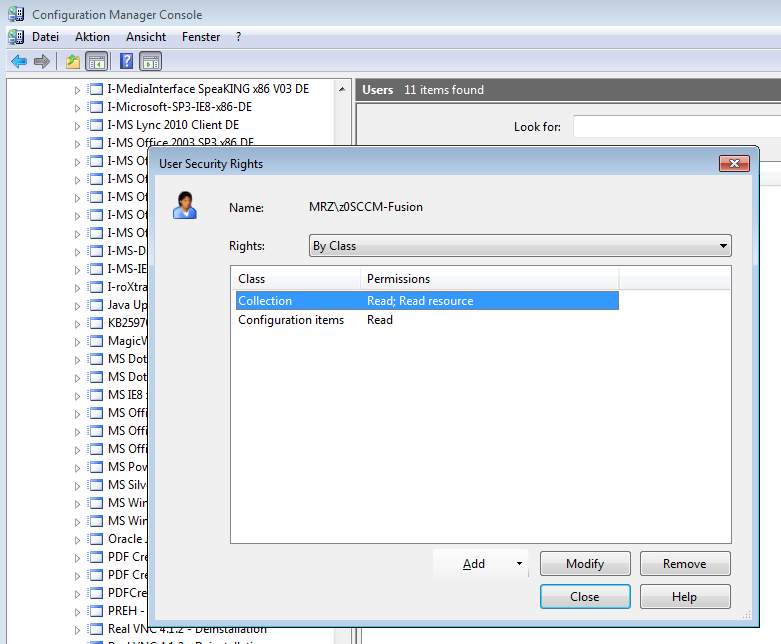 Configuration Manager Console
Datei Aktion Ansicht Fenster ?
I-MediaInterface SpeaKING x86 V03 DE
I-Microsoft-SP3-IE8-x86-DE
I-MS Lync 2010 Client DE
I-MS Office 2003 SP3 x86 DE
I-MS Of
I-MS Of
I-MS Of
I-MS Of
I-MS Of
I-MS-D
I-MS-IE
I-roXtra
Java Up
KB2597
MagicW
MS Dot
MS Dot
MS IE8
MS Offi
MS Offi
MS Offi
MS Pow
MS Silv
MS Win
MS Win
Oracle J
PDF Cre
PDF Cre
PDFCre
PREH -
Real VNC 4.1.2 - Deinstallation
Users 11 items found
Look for:
User Security Rights
Name: MRZ\z0SCCM-Fusion
Rights: By Class
Class Permissions
Collection Read; Read resource
Configuration items Read
Add Modify Remove
Close Help